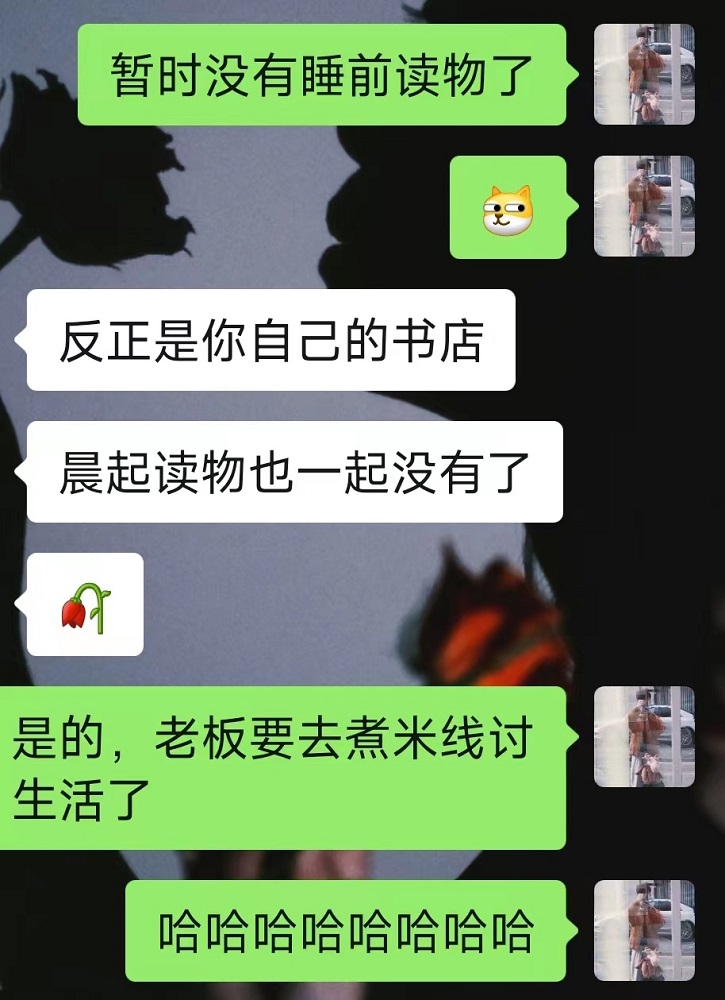 暂时没有睡前读物了
反正是你自己的书店
晨起读物也一起没有了
是的，老板要去煮米线讨
生活了
哈哈哈哈哈哈哈哈